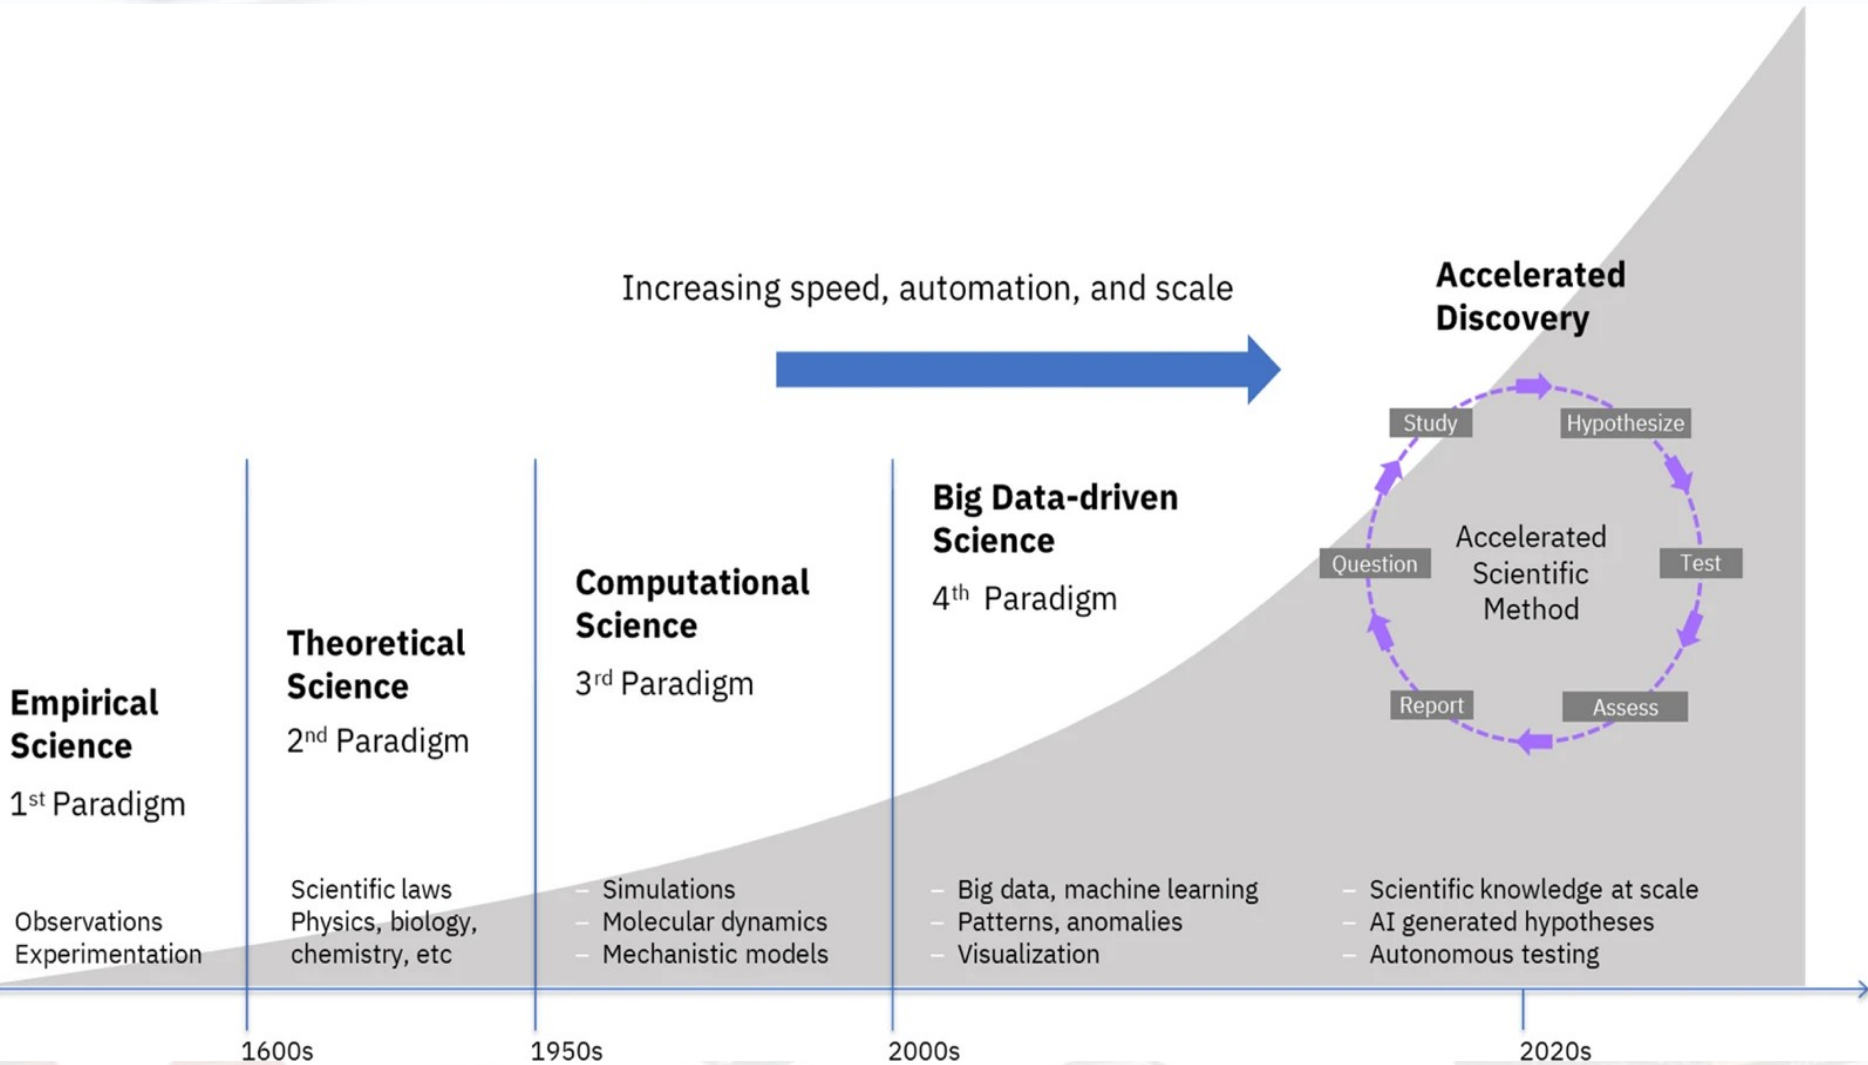 Increasing speed, automation, and scale
Empirical
Science
1st Paradigm
Observations
Experimentation
Theoretical
Science
2nd Paradigm
Scientific laws
Physics, biology,
chemistry, etc
Computational
Science
3rd Paradigm
– Simulations
– Molecular dynamics
– Mechanistic models
Big Data-driven
Science
4th Paradigm
– Big data, machine learning
– Patterns, anomalies
– Visualization
Accelerated
Discovery
Study
Hypothesize
Test
Assess
Report
Question
Accelerated
Scientific
Method
– Scientific knowledge at scale
– AI generated hypotheses
– Autonomous testing
1600s
1950s
2000s
2020s